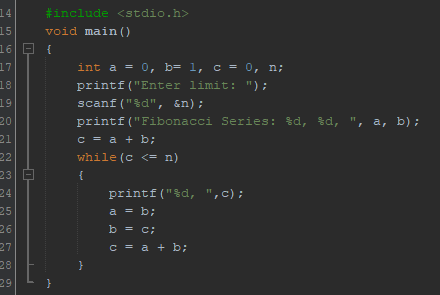 14 #include <stdio.h>
15 void main()
16 {
17 int a = 0, b= 1, c = 0, n;
18 printf("Enter limit: ");
19 scanf("%d", &n);
20 printf("Fibonacci Series: %d, %d, ", a, b);
21 c = a + b;
22 while(c <= n)
23 {
24 printf("%d, ",c);
25 a = b;
26 b = c;
27 c = a + b;
28 }
29 }